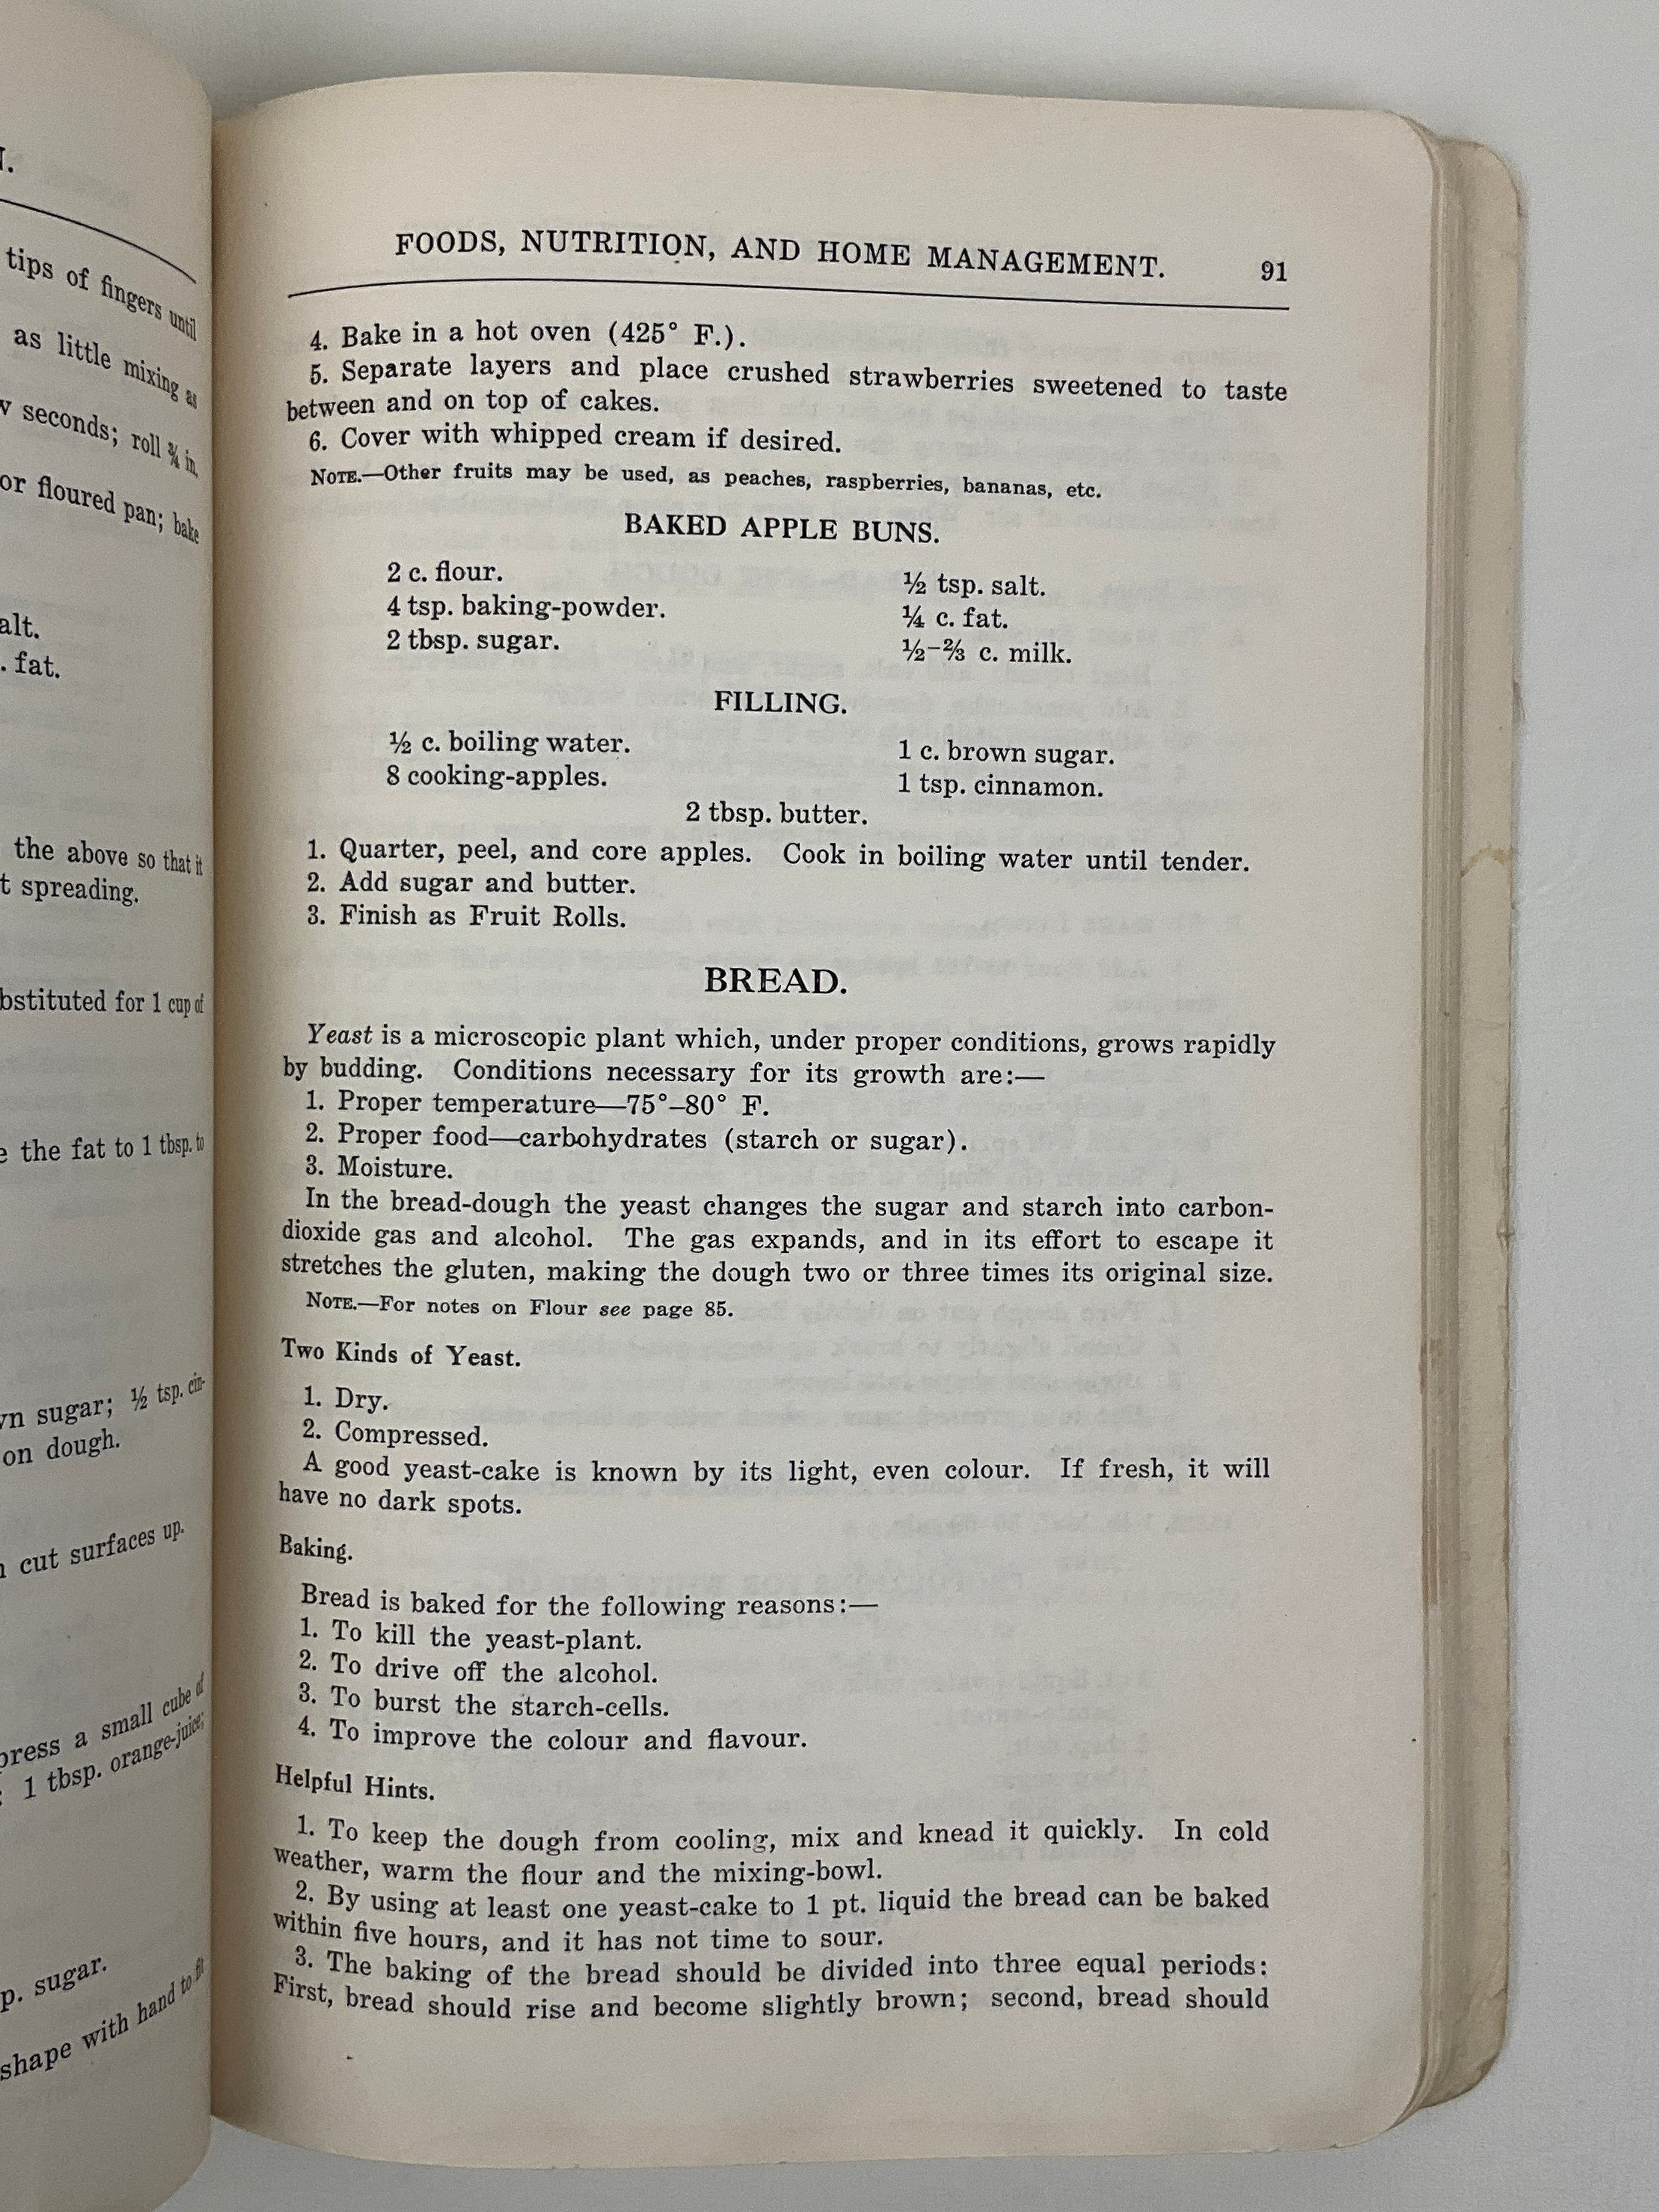 N.
tips of fingers until
as little mixing as
seconds; roll ¾ in.
or floured pan; bake
alt.
. fat.
the above so that it
t spreading.
bstituted for 1 cup of
e the fat to 1 tbsp. to
vn sugar; ½ tsp. cin-
on dough.
cut surfaces up.
press a small cube of
; 1 tbsp. orange-juice;
p. sugar.
shape with hand to fit
FOODS, NUTRITION, AND HOME MANAGEMENT. 91
4. Bake in a hot oven (425° F.).
5. Separate layers and place crushed strawberries sweetened to taste
between and on top of cakes.
6. Cover with whipped cream if desired.
NOTE.—Other fruits may be used, as peaches, raspberries, bananas, etc.
BAKED APPLE BUNS.
2 c. flour. ½ tsp. salt.
4 tsp. baking-powder. ¼ c. fat.
2 tbsp. sugar. ½–⅔ c. milk.
FILLING.
½ c. boiling water. 1 c. brown sugar.
8 cooking-apples. 1 tsp. cinnamon.
2 tbsp. butter.
1. Quarter, peel, and core apples. Cook in boiling water until tender.
2. Add sugar and butter.
3. Finish as Fruit Rolls.
BREAD.
Yeast is a microscopic plant which, under proper conditions, grows rapidly
by budding. Conditions necessary for its growth are:—
1. Proper temperature—75°–80° F.
2. Proper food—carbohydrates (starch or sugar).
3. Moisture.
In the bread-dough the yeast changes the sugar and starch into carbon-
dioxide gas and alcohol. The gas expands, and in its effort to escape it
stretches the gluten, making the dough two or three times its original size.
NOTE.—For notes on Flour see page 85.
Two Kinds of Yeast.
1. Dry.
2. Compressed.
A good yeast-cake is known by its light, even colour. If fresh, it will
have no dark spots.
Baking.
Bread is baked for the following reasons:—
1. To kill the yeast-plant.
2. To drive off the alcohol.
3. To burst the starch-cells.
4. To improve the colour and flavour.
Helpful Hints.
1. To keep the dough from cooling, mix and knead it quickly. In cold
weather, warm the flour and the mixing-bowl.
2. By using at least one yeast-cake to 1 pt. liquid the bread can be baked
within five hours, and it has not time to sour.
3. The baking of the bread should be divided into three equal periods:
First, bread should rise and become slightly brown; second, bread should